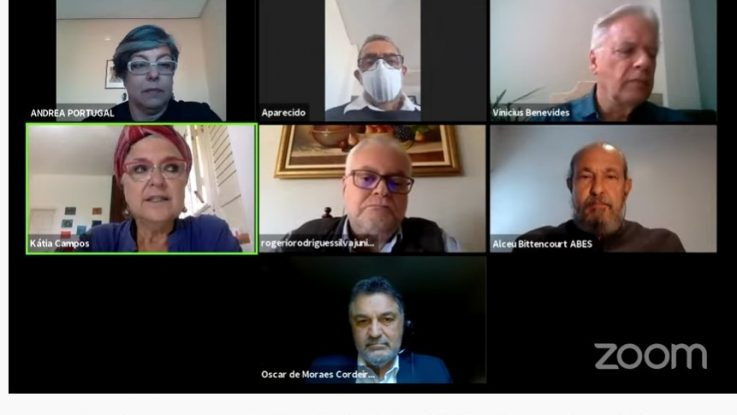 ANDREA PORTUGAL
Aparecido
Vinicius Benevides
Kátia Campos
rogeriorodriguessilvajuni...
Alceu Bittencourt ABES
Oscar de Moraes Cordeir...
zoom